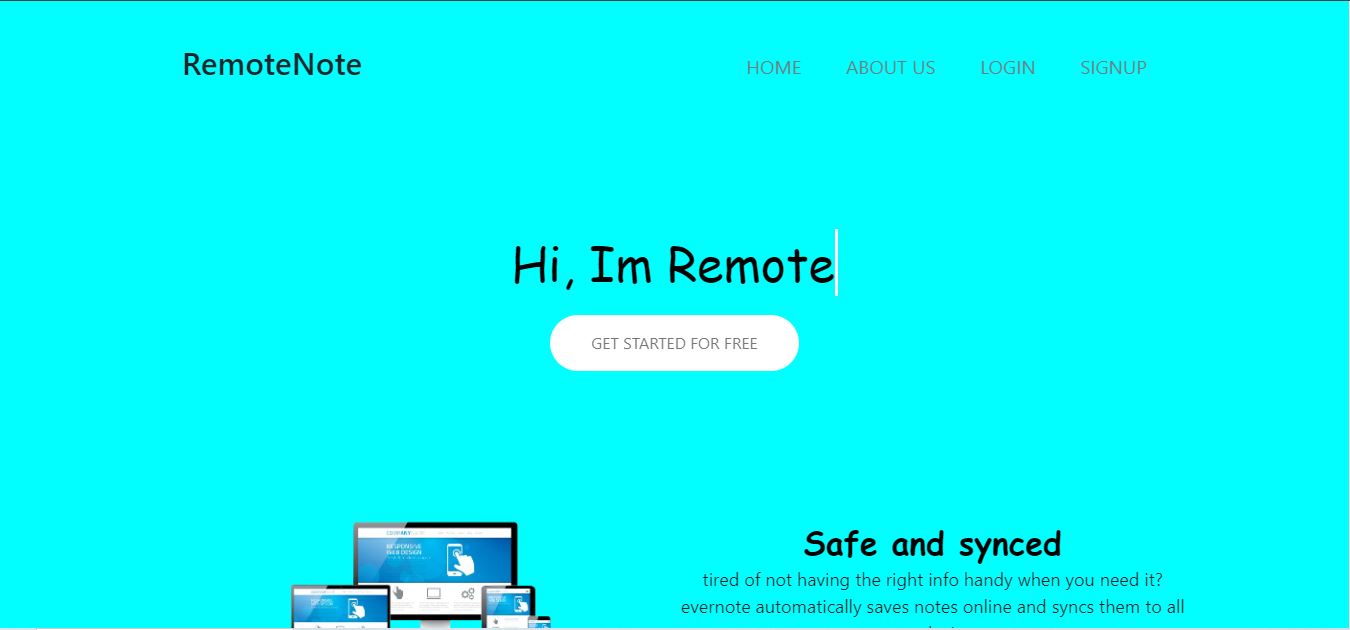 RemoteNote
HOME ABOUT US LOGIN SIGNUP
Hi, Im Remote
GET STARTED FOR FREE
RESPONSIVE
WEB DESIGN
Safe and synced
tired of not having the right info handy when you need it?
evernote automatically saves notes online and syncs them to all